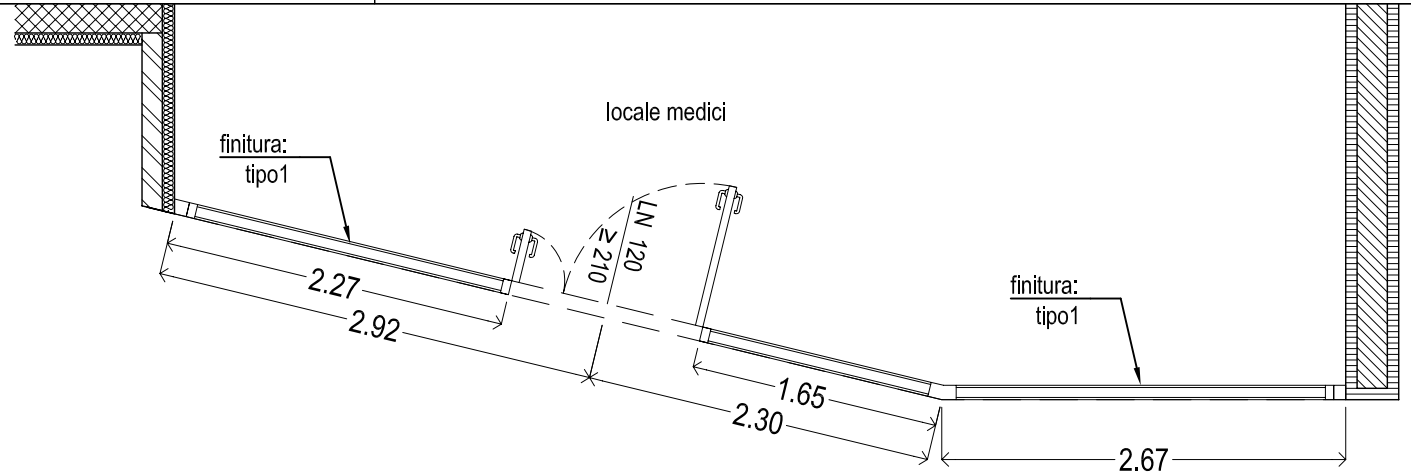 locale medici
finitura:
tipo1
LN 120
≥ 210
2.27
2.92
finitura:
tipo1
1.65
2.30
2.67